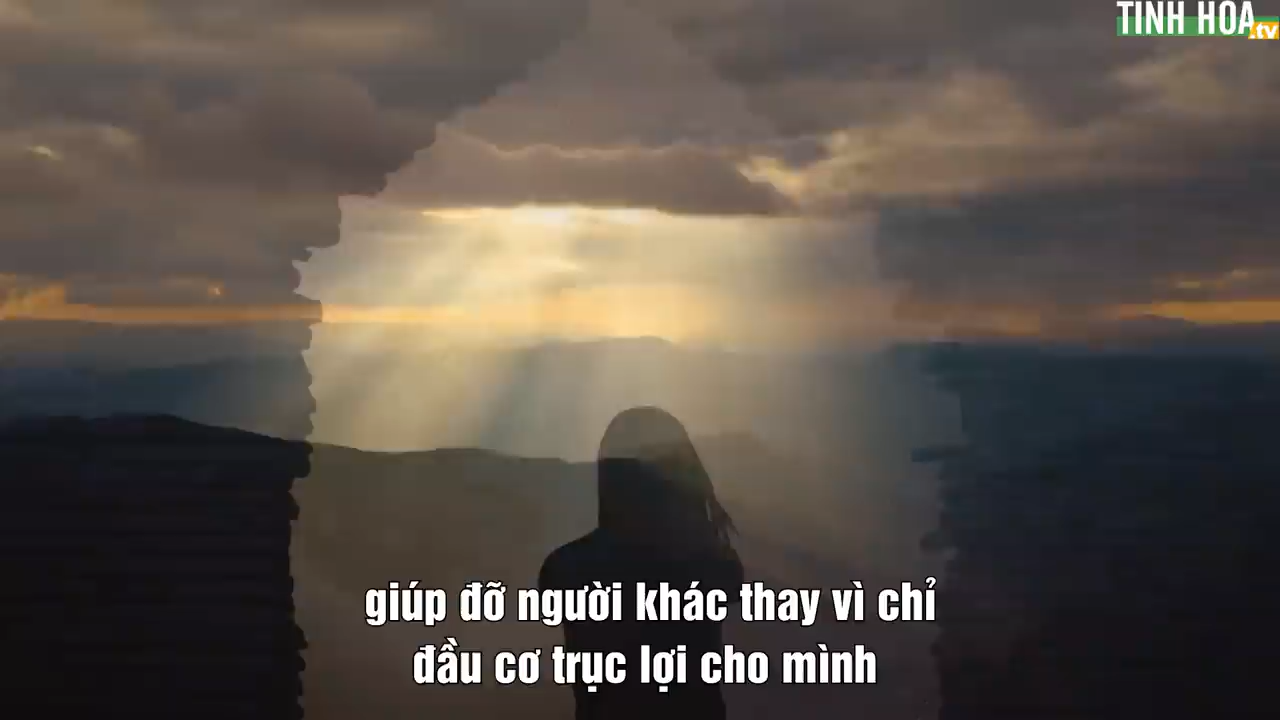 TINH HOA
.tv
giúp đỡ người khác thay vì chỉ
đầu cơ trục lợi cho mình